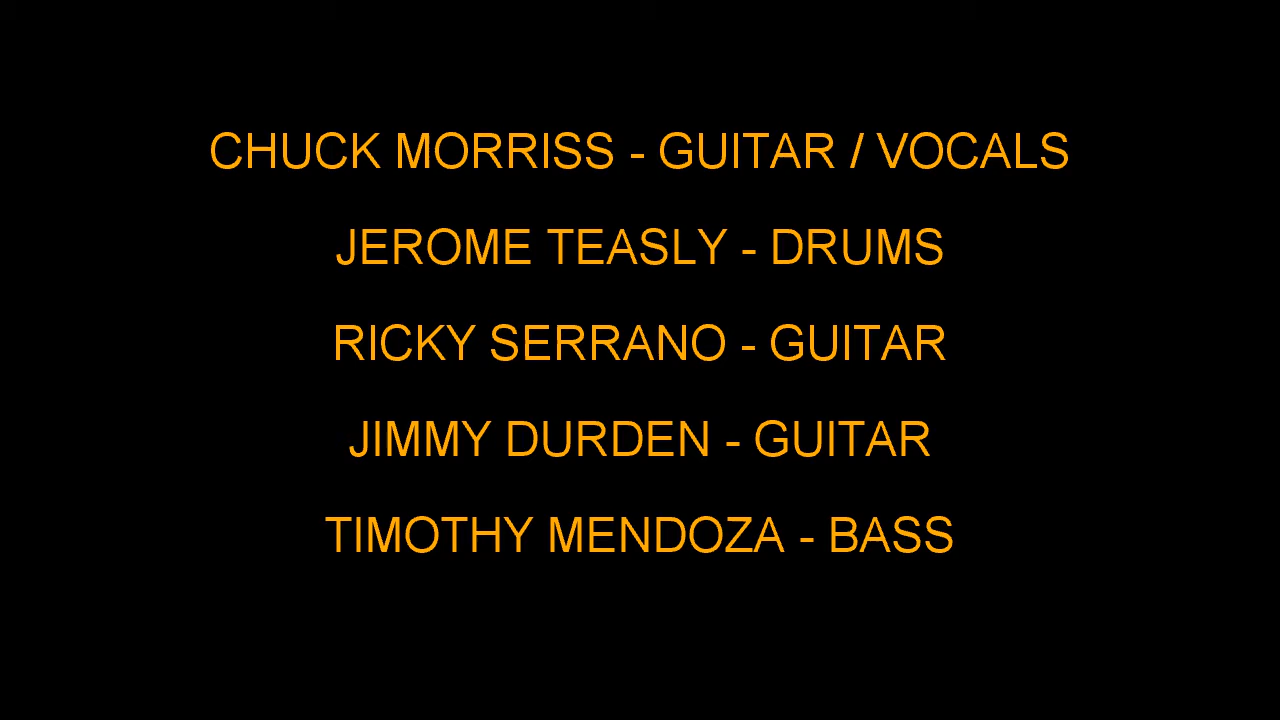 CHUCK MORRISS - GUITAR / VOCALS
JEROME TEASLY - DRUMS
RICKY SERRANO - GUITAR
JIMMY DURDEN - GUITAR
TIMOTHY MENDOZA - BASS